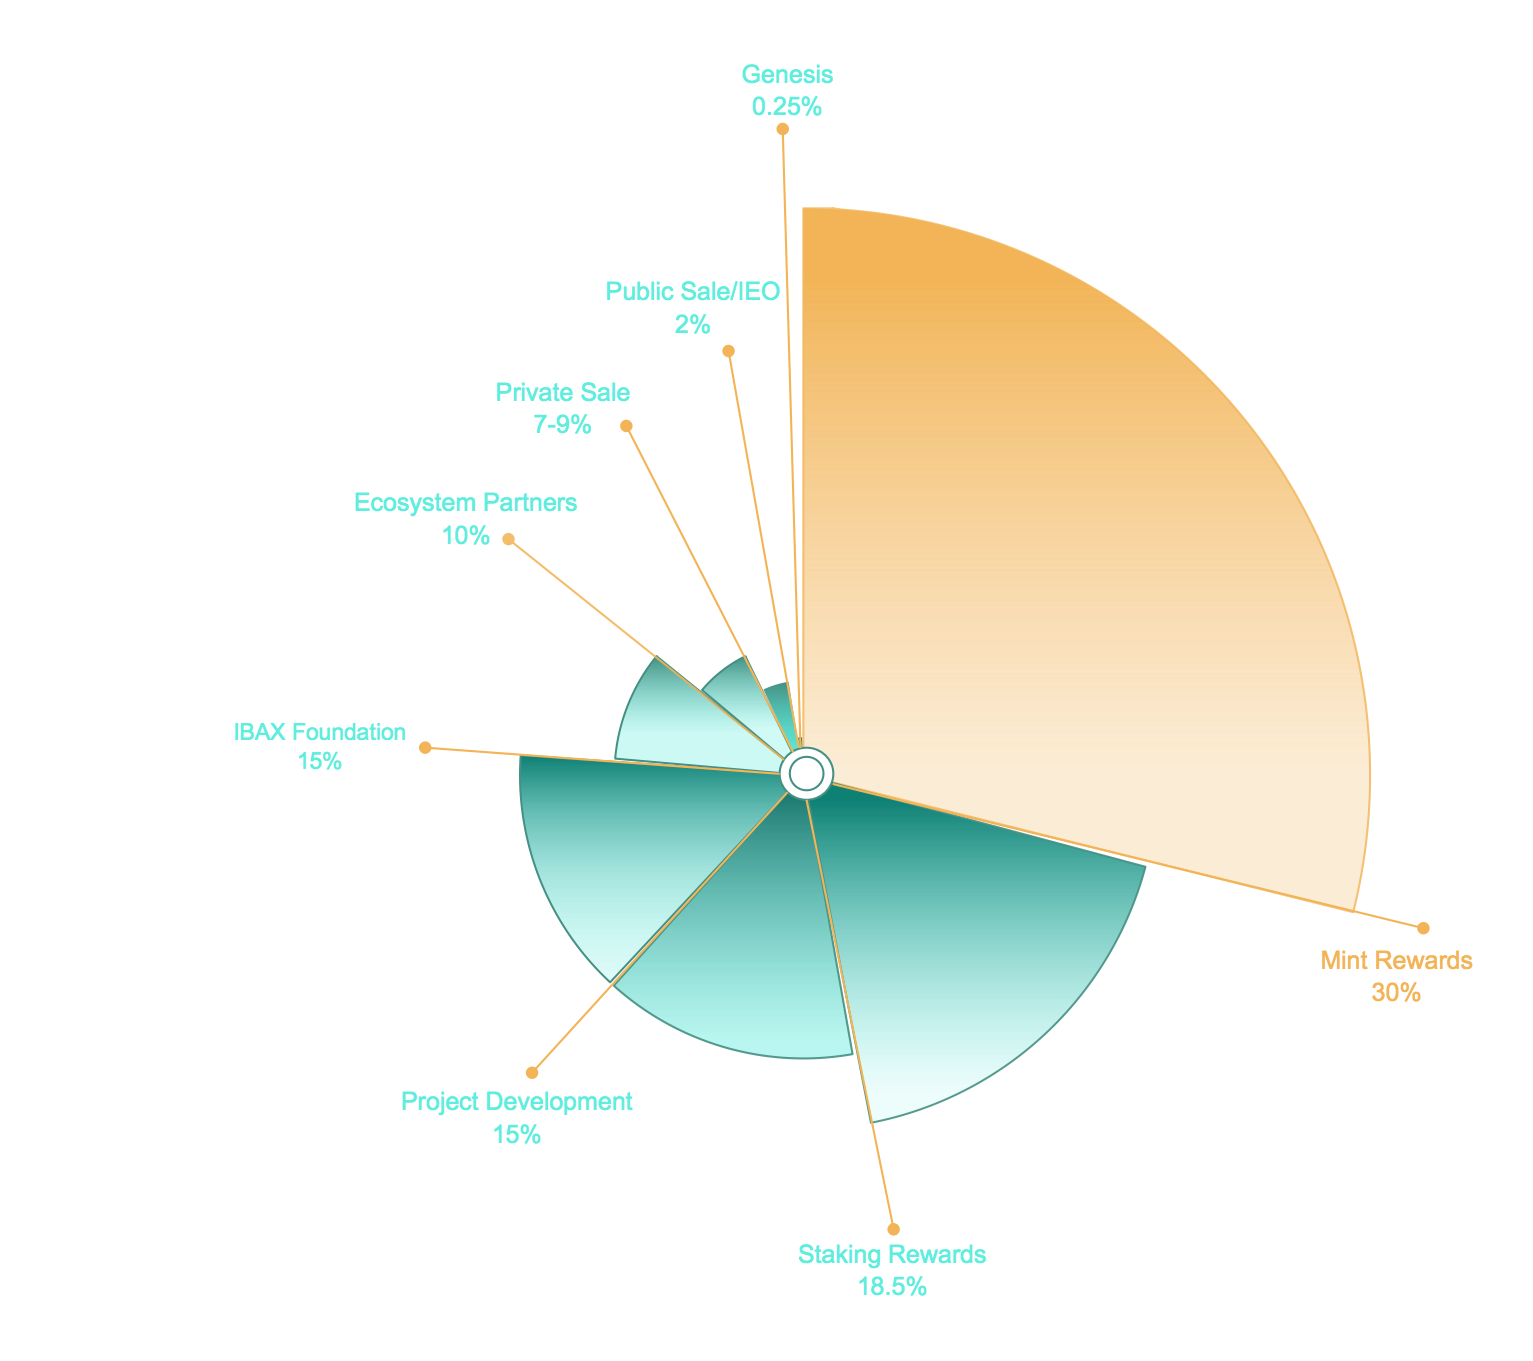 Genesis
0.25%
Public Sale/IEO
2%
Private Sale
7-9%
Ecosystem Partners
10%
IBAX Foundation
15%
Mint Rewards
30%
Project Development
15%
Staking Rewards
18.5%